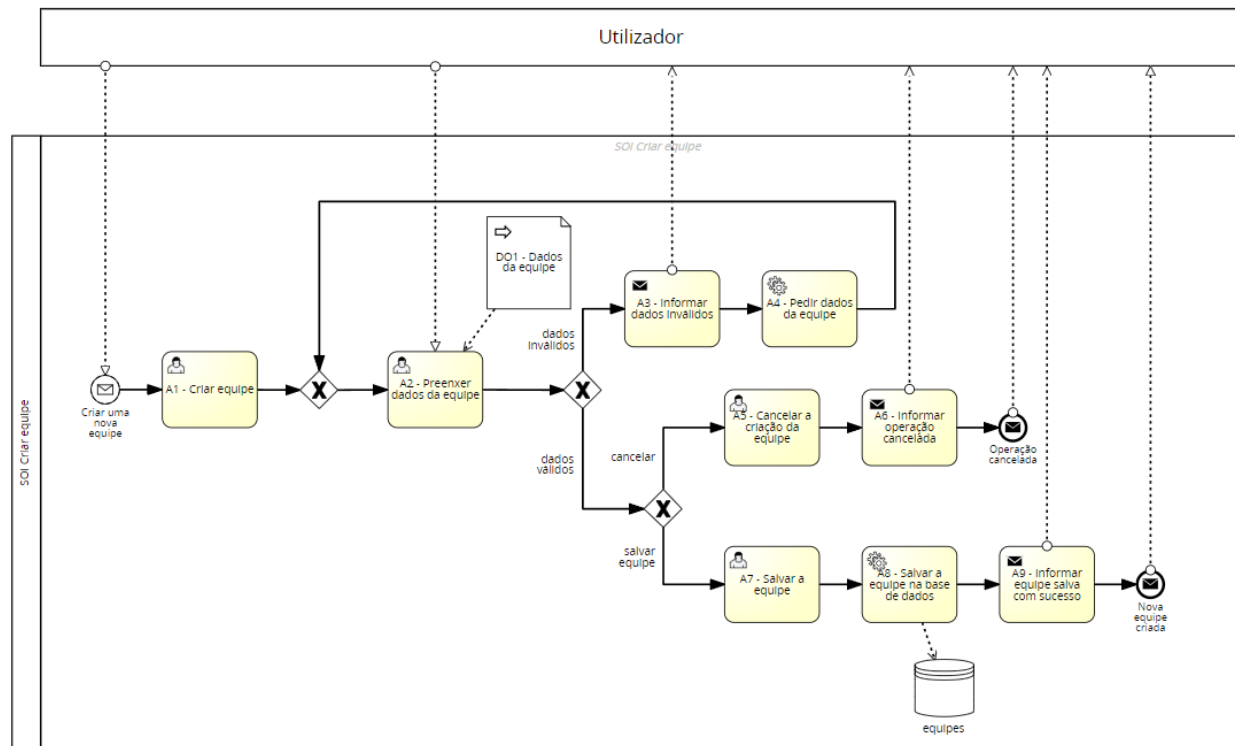 Utilizador
SOI Criar equipe
SOI Criar equipe
DO1 - Dados
da equipe
A3 - Informar
dados Inválidos
A4 - Pedir dados
da equipe
dados
Inválidos
Criar uma
nova
equipe
A1 - Criar equipe
A2 - Preenxer
dados da equipe
dados
válidos
cancelar
A5 - Cancelar a
criação da
equipe
A6 - Informar
operação
cancelada
Operação
cancelada
salvar
equipe
A7 - Salvar a
equipe
A8 - Salvar a
equipe na base
de dados
A9 - Informar
equipe salva
com sucesso
Nova
equipe
criada
equipes